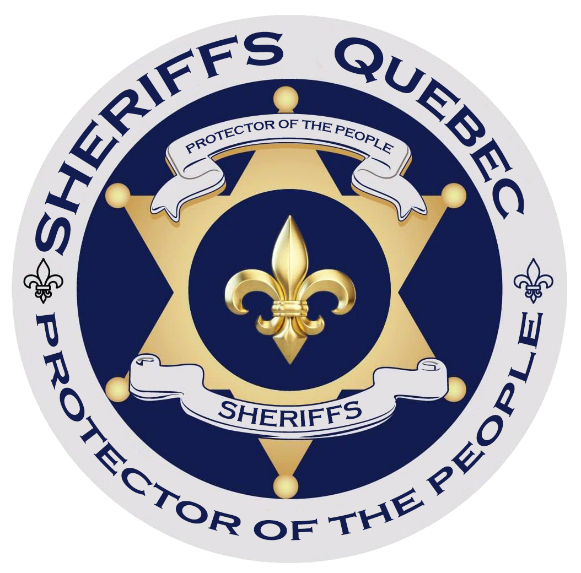 SHERIFFS QUEBEC
PROTECTOR OF THE PEOPLE
SHERIFFS
PROTECTOR OF THE PEOPLE